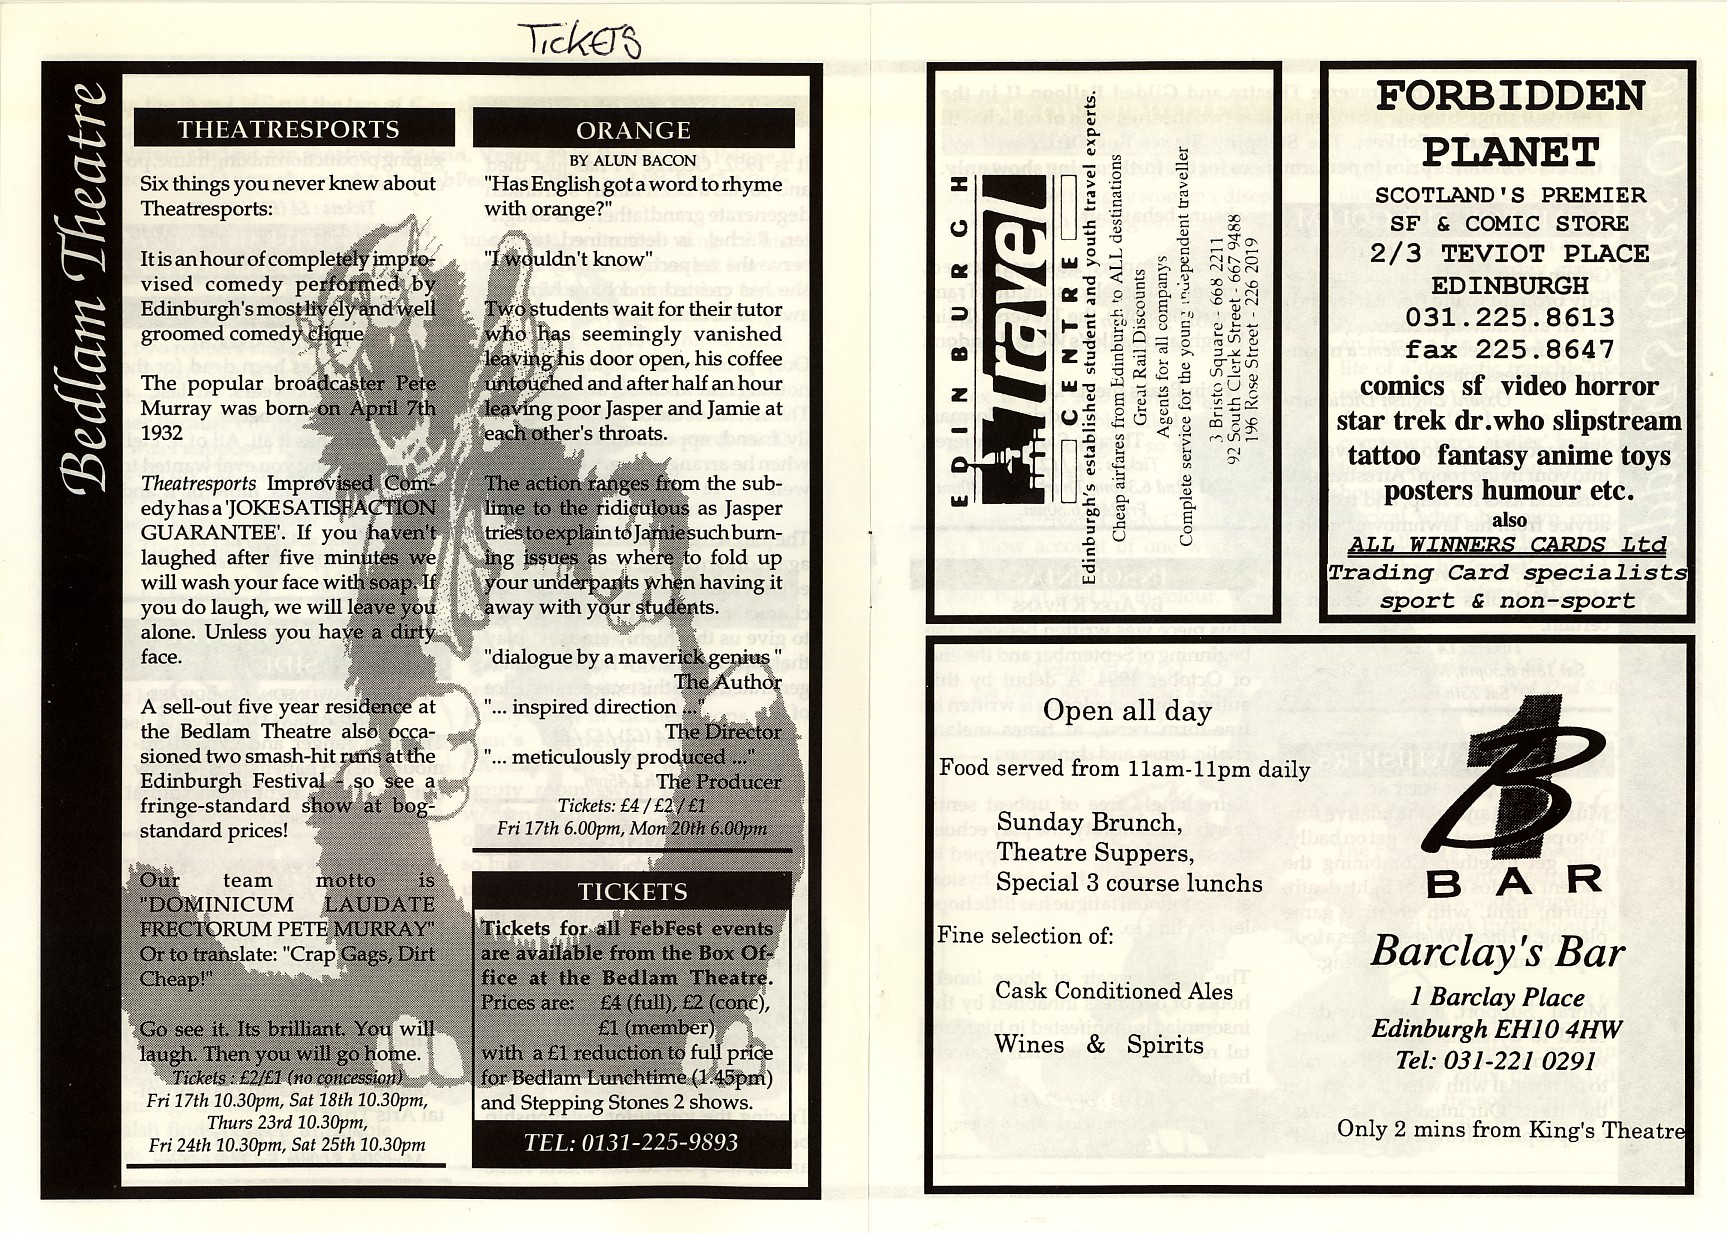 TICKETS
Bedlam Theatre
THEATRESPORTS
Six things you never knew about
Theatresports:
It is an hour of completely impro-
vised comedy performed by
Edinburgh's most lively and well
groomed comedy clique
The popular broadcaster Pete
Murray was born on April 7th
1932
Theatresports Improvised Com-
edy has a 'JOKE SATISFACTION
GUARANTEE'. If you haven't
laughed after five minutes we
will wash your face with soap. If
you do laugh, we will leave you
alone. Unless you have a dirty
face.
A sell-out five year residence at
the Bedlam Theatre also occa-
sioned two smash-hit runs at the
Edinburgh Festival - so see a
fringe-standard show at bog-
standard prices!
Our team motto is
"DOMINICUM LAUDATE
FRECTORUM PETE MURRAY"
Or to translate: "Crap Gags, Dirt
Cheap!"
Go see it. Its brilliant. You will
laugh. Then you will go home.
Tickets : £2/£1 (no concession)
Fri 17th 10.30pm, Sat 18th 10.30pm,
Thurs 23rd 10.30pm,
Fri 24th 10.30pm, Sat 25th 10.30pm
ORANGE
BY ALUN BACON
"Has English got a word to rhyme
with orange?"
"I wouldn't know"
Two students wait for their tutor
who has seemingly vanished
leaving his door open, his coffee
untouched and after half an hour
leaving poor Jasper and Jamie at
each other's throats.
The action ranges from the sub-
lime to the ridiculous as Jasper
tries to explain to Jamie such burn-
ing issues as where to fold up
your underpants when having it
away with your students.
"dialogue by a maverick genius "
The Author
"... inspired direction ..."
The Director
"... meticulously produced ..."
The Producer
Tickets: £4 / £2 / £1
Fri 17th 6.00pm, Mon 20th 6.00pm
TICKETS
Tickets for all FebFest events
are available from the Box Of-
fice at the Bedlam Theatre.
Prices are: £4 (full), £2 (conc),
£1 (member)
with a £1 reduction to full price
for Bedlam Lunchtime (1.45pm)
and Stepping Stones 2 shows.
TEL: 0131-225-9893
EDINBURGH
Travel
CENTRE
Edinburgh's established student and youth travel experts.
Cheap airfares from Edinburgh to ALL destinations
Great Rail Discounts
Agents for all companys
Complete service for the young independent traveller
3 Bristo Square - 668 2211
92 South Clerk Street - 667 9488
196 Rose Street - 226 2019
FORBIDDEN
PLANET
SCOTLAND'S PREMIER
SF & COMIC STORE
2/3 TEVIOT PLACE
EDINBURGH
031.225.8613
fax 225.8647
comics sf video horror
star trek dr.who slipstream
tattoo fantasy anime toys
posters humour etc.
also
ALL WINNERS CARDS Ltd
Trading Card specialists
sport & non-sport
Open all day
Food served from 11am-11pm daily
Sunday Brunch,
Theatre Suppers,
Special 3 course lunchs
Fine selection of:
Cask Conditioned Ales
Wines & Spirits
1 B
BAR
Barclay's Bar
1 Barclay Place
Edinburgh EH10 4HW
Tel: 031-221 0291
Only 2 mins from King's Theatre